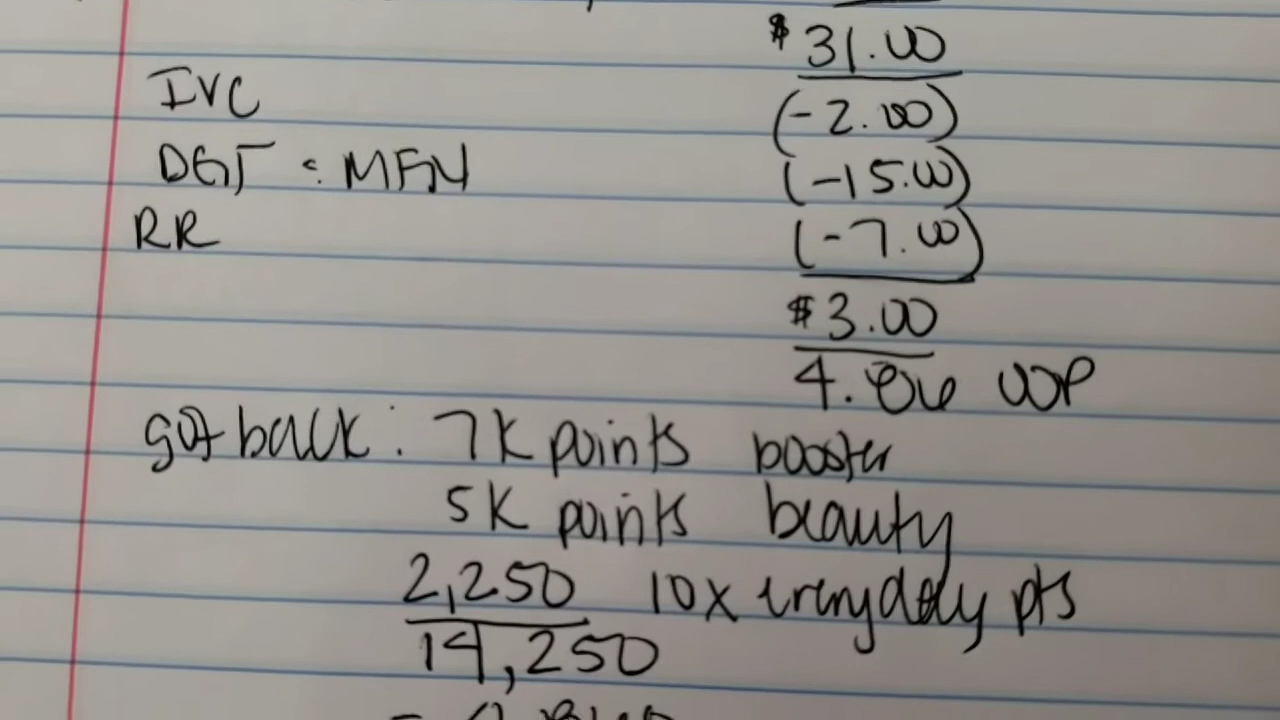 $31.00
IVC (-2.00)
DGT : MFN (-15.00)
RR (-7.00)
$3.00
4.86 OOP
got back : 7K points booster
5K points beauty
2,250 10x everyday pts
14,250